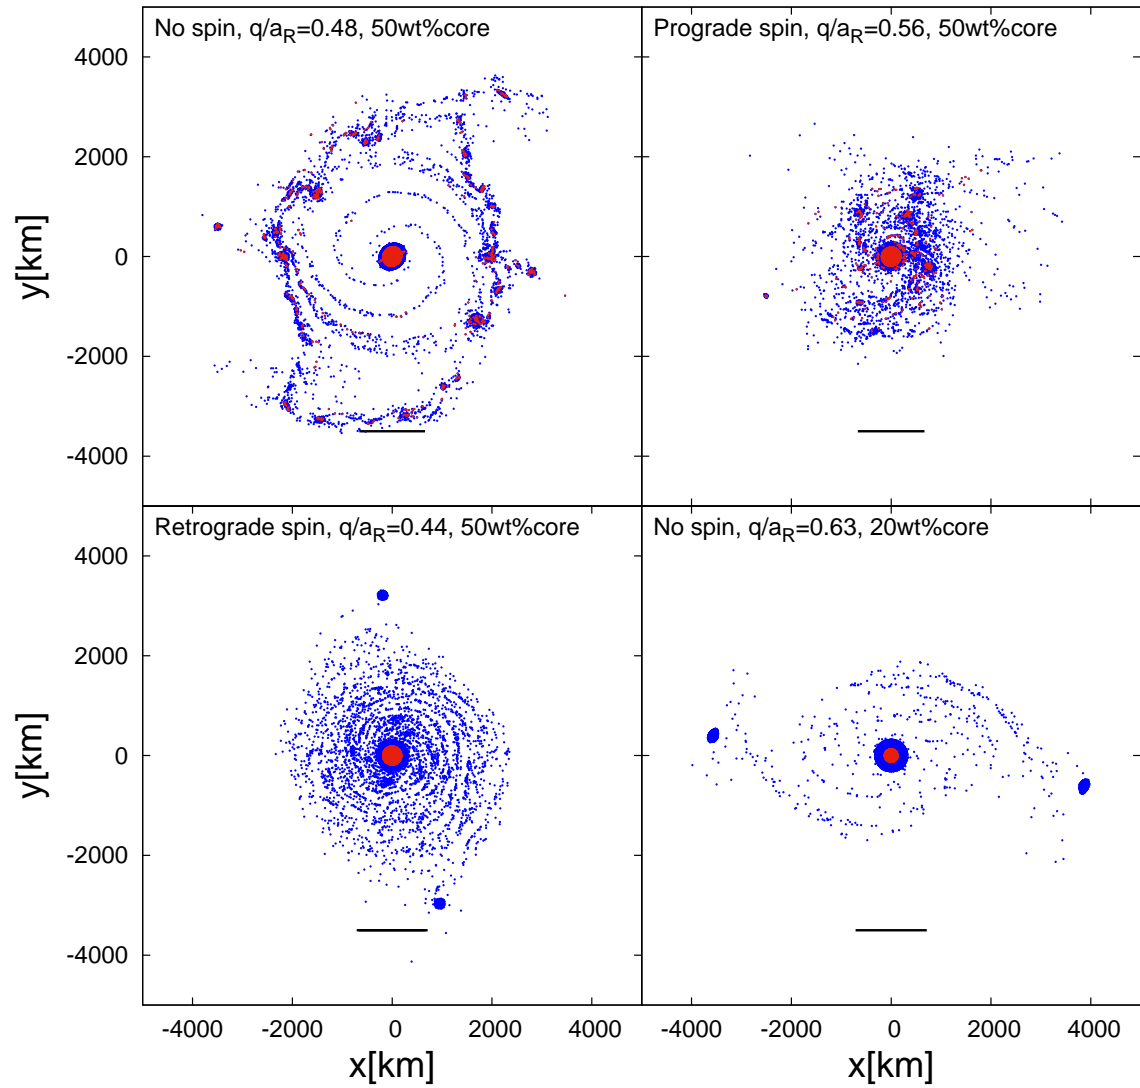 No spin, q/a_R=0.48, 50wt%core
Prograde spin, q/a_R=0.56, 50wt%core
4000
2000
0
-2000
-4000
y[km]
Retrograde spin, q/a_R=0.44, 50wt%core
No spin, q/a_R=0.63, 20wt%core
4000
2000
0
-2000
-4000
y[km]
-4000 -2000 0 2000 4000
-4000 -2000 0 2000 4000
x[km]
x[km]